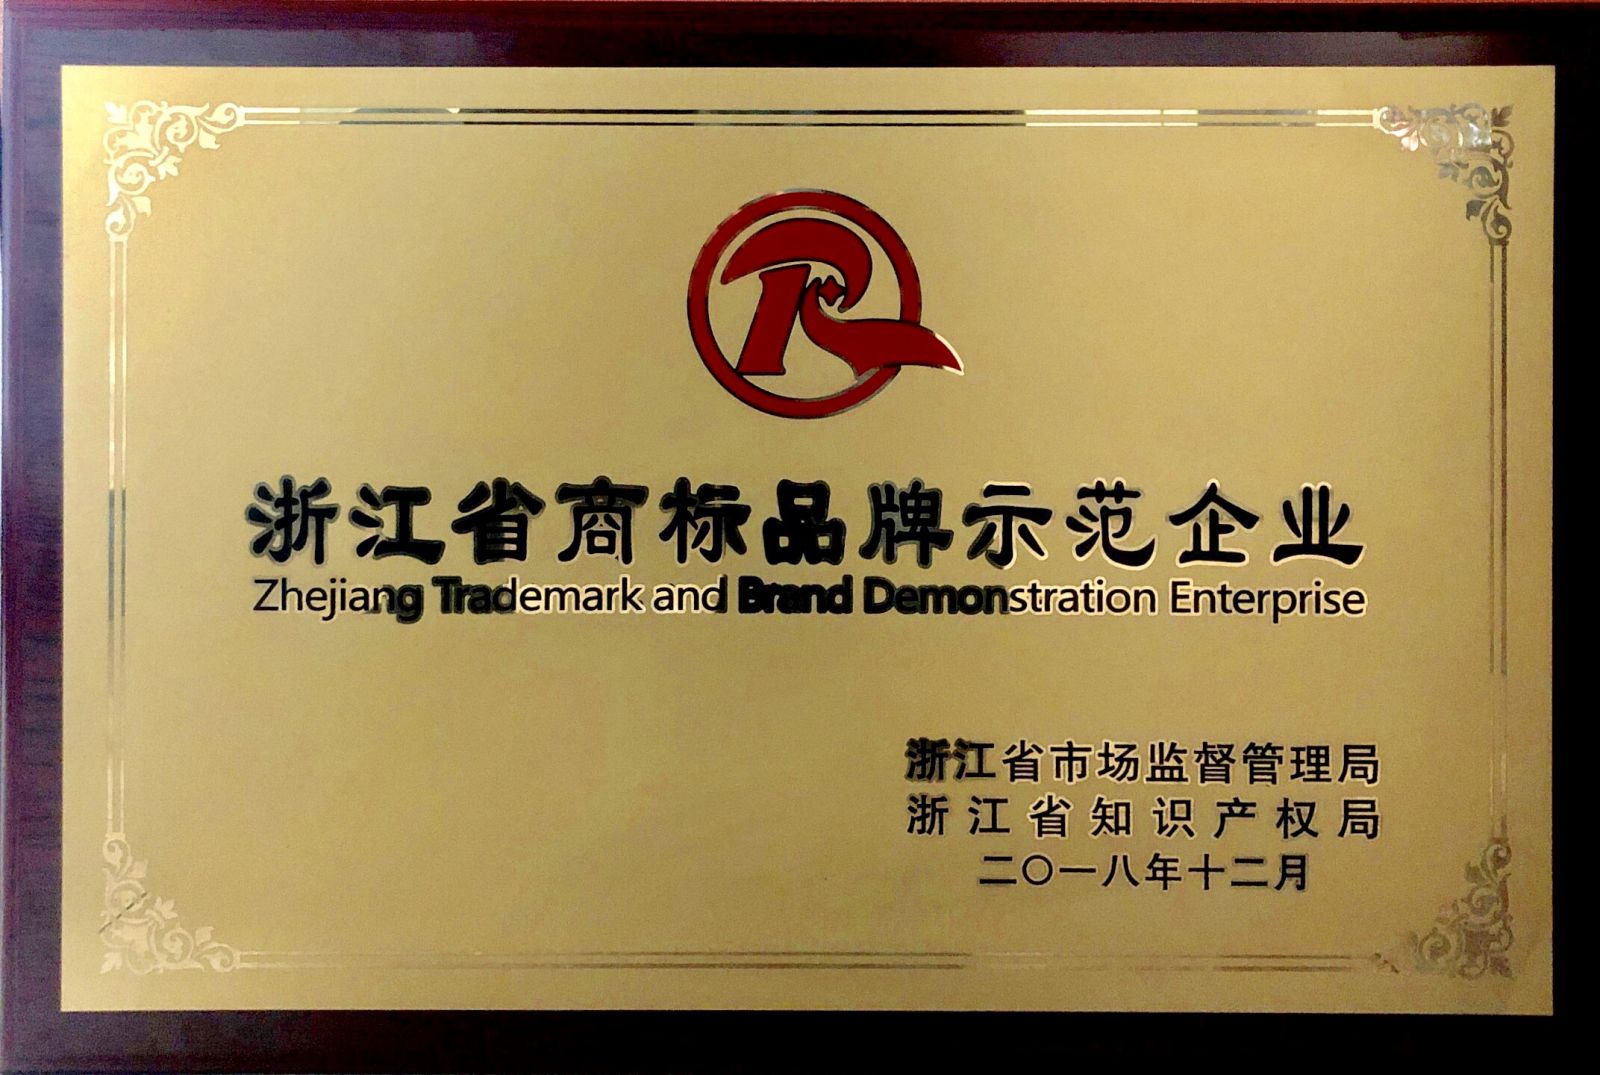 浙江省商标品牌示范企业
Zhejiang Trademark and Brand Demonstration Enterprise
浙江省市场监督管理局
浙江省知识产权局
二〇一八年十二月